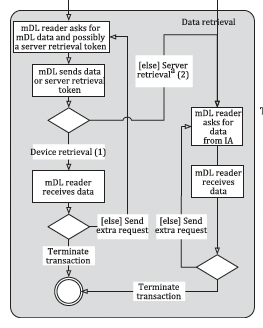 Data retrieval
mDL reader asks for
mDL data and possibly
a server retrieval token
mDL sends data
or server retrieval
token
[else] Server
retrievalª (2)
Device retrieval (1)
mDL reader
receives data
[else] Send
extra request
Terminate
transaction
mDL reader
asks for
data
from IA
mDL reader
receives
data
[else] Send
extra request
Terminate
transaction